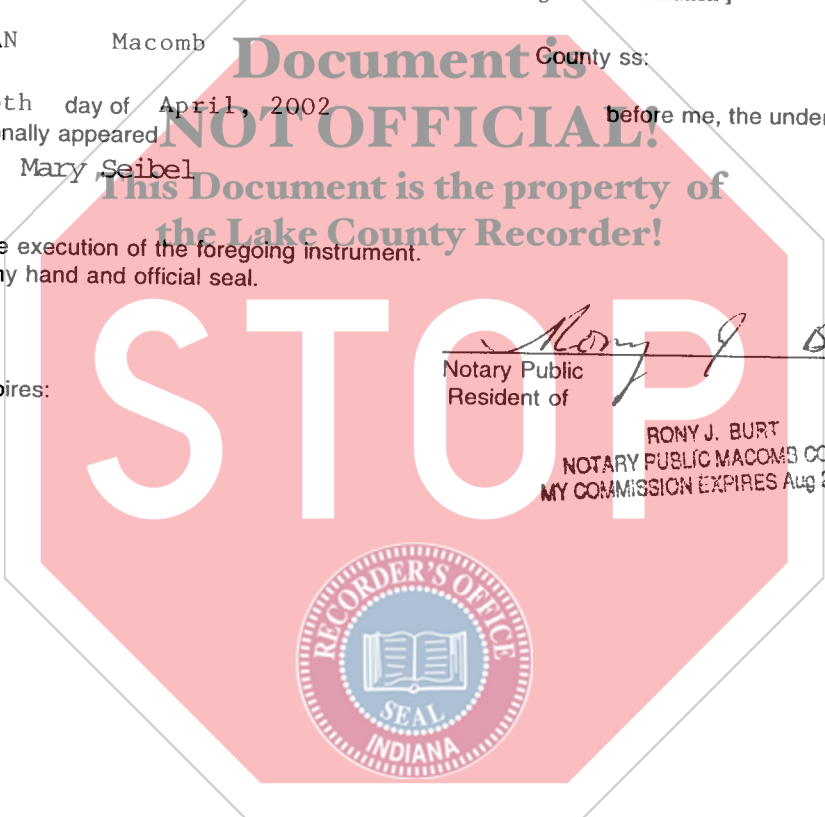 AN Macomb County ss:
th day of April, 2002 before me, the under
onally appeared
Mary Seibel
e execution of the foregoing instrument.
ny hand and official seal.
Document is
NOT OFFICIAL!
This Document is the property of
the Lake County Recorder!
STOP
Rony J B
Notary Public
Resident of
pires:
RONY J. BURT
NOTARY PUBLIC MACOMB CO
MY COMMISSION EXPIRES Aug 2
RECORDER'S OFFICE
SEAL
INDIANA